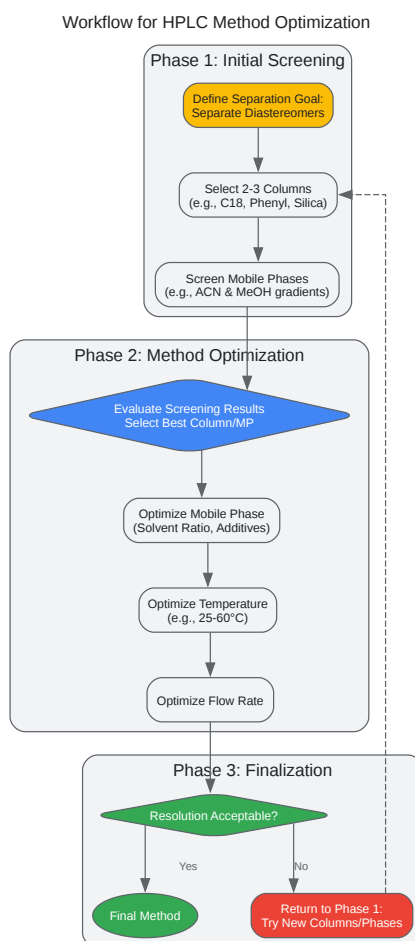 Workflow for HPLC Method Optimization
Phase 1: Initial Screening
Define Separation Goal:
Separate Diastereomers
Select 2-3 Columns
(e.g., C18, Phenyl, Silica)
Screen Mobile Phases
(e.g., ACN & MeOH gradients)
Phase 2: Method Optimization
Evaluate Screening Results
Select Best Column/MP
Optimize Mobile Phase
(Solvent Ratio, Additives)
Optimize Temperature
(e.g., 25-60°C)
Optimize Flow Rate
Phase 3: Finalization
Resolution Acceptable?
Yes
No
Final Method
Return to Phase 1:
Try New Columns/Phases